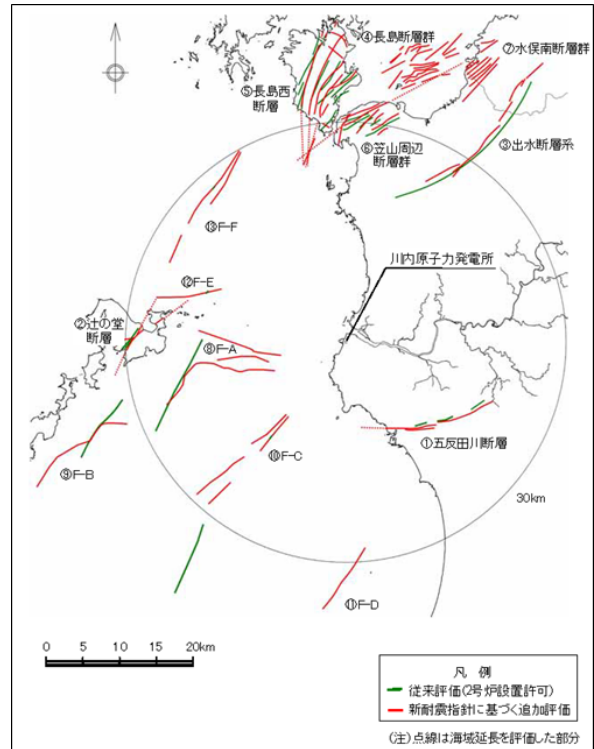 ④長島断層群
⑦水俣南断層群
⑤長島西
断層
③出水断層系
⑥笠山周辺
断層群
⑬F-F
川内原子力発電所
⑫F-E
②辻の堂
断層
⑧F-A
①五反田川断層
⑩F-C
⑨F-B
30km
⑪F-D
0 5 10 15 20km
凡 例
従来評価(2号炉設置許可)
新耐震指針に基づく追加評価
(注)点線は海域延長を評価した部分